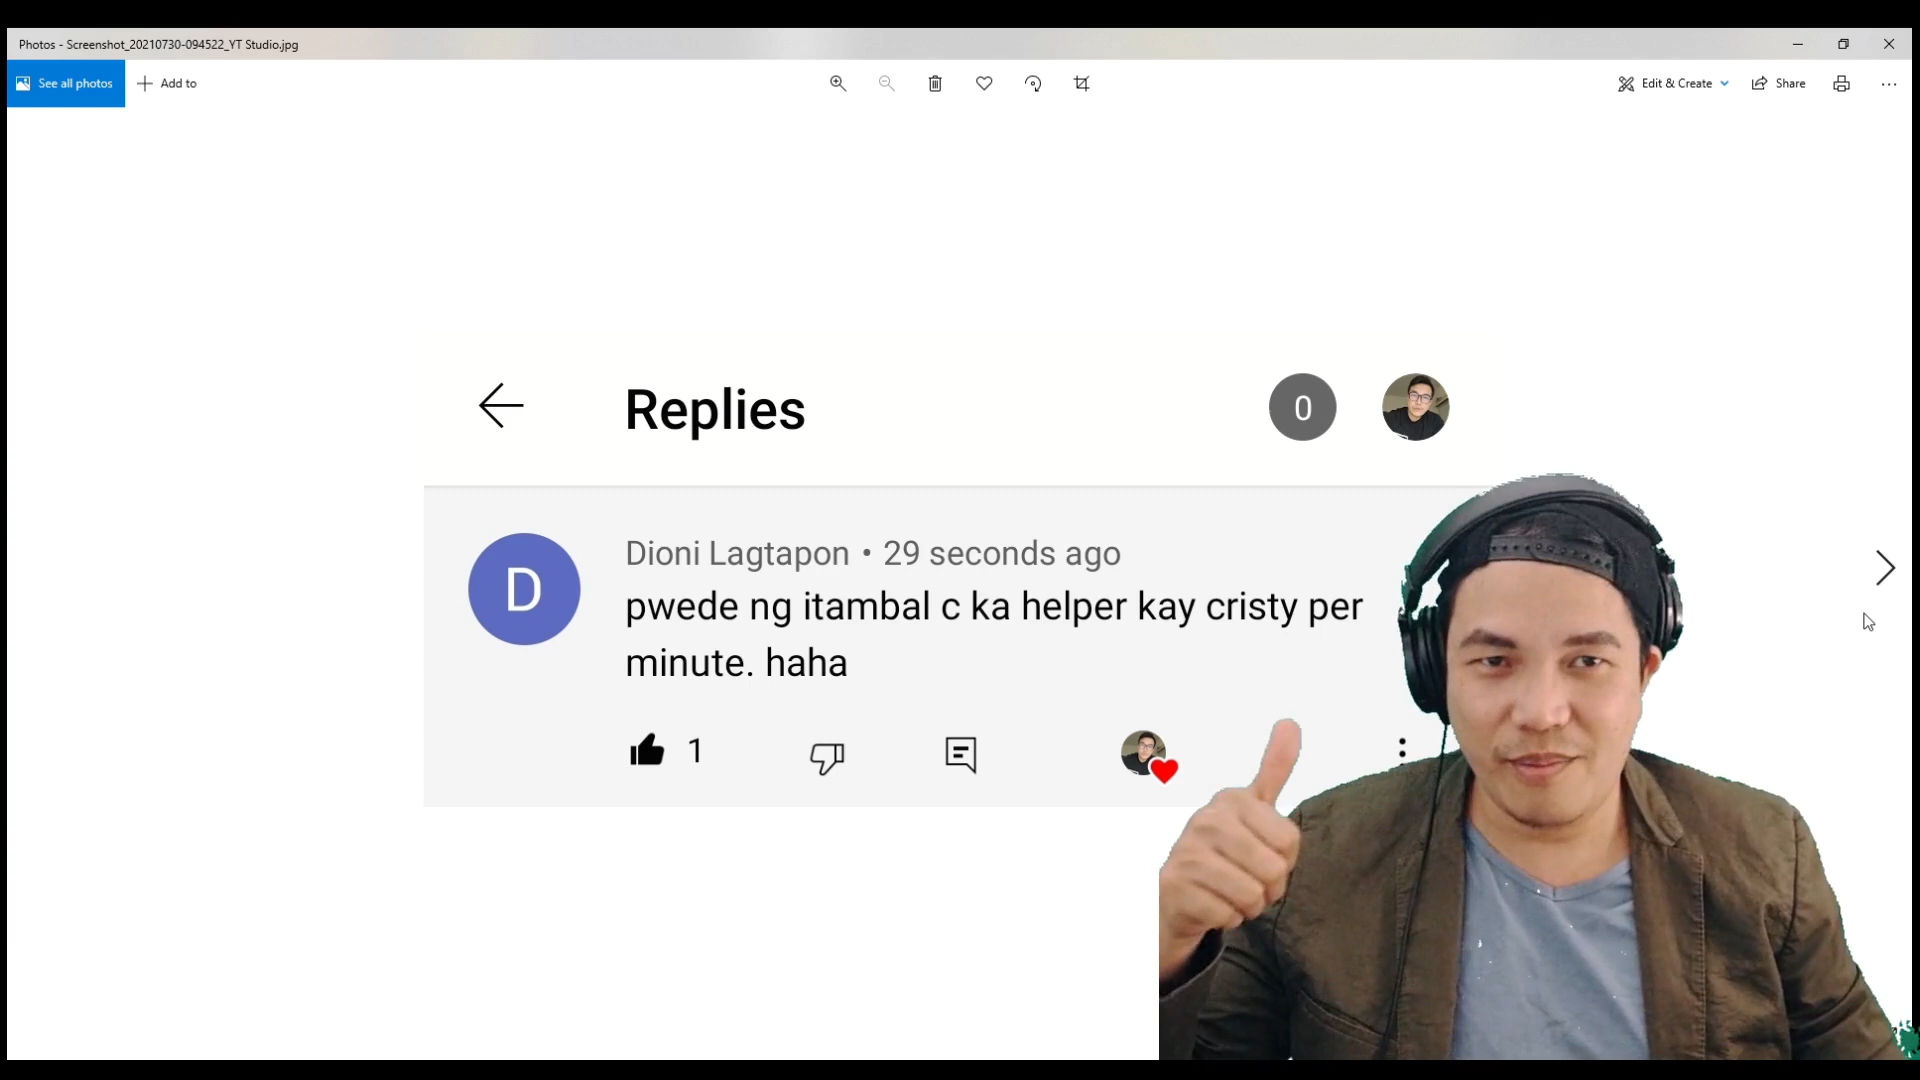 Photos - Screenshot_20210730-094522_YT Studio.jpg
See all photos
Add to
Edit & Create
Share
Replies
0
D
Dioni Lagtapon • 29 seconds ago
pwede ng itambal c ka helper kay cristy per
minute. haha
1